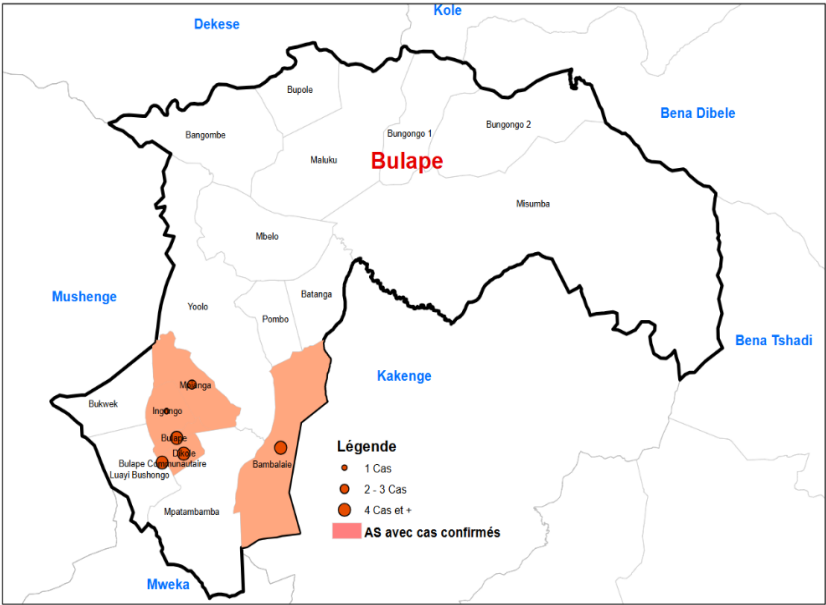 Kole
Dekese
Bupole
Bena Dibele
Bungongo 2
Bungongo 1
Bangombe
Maluku
Bulape
Misumba
Mbelo
Mushenge
Batanga
Yoolo
Pombo
Bena Tshadi
Kakenge
Mpianga
Bukwek
Ingongo
Bulape
Dikole
Bulape Communautaire
Bambalaie
Luayi Bushongo
Mpatambamba
Mweka
Légende
1 Cas
2 - 3 Cas
4 Cas et +
AS avec cas confirmés